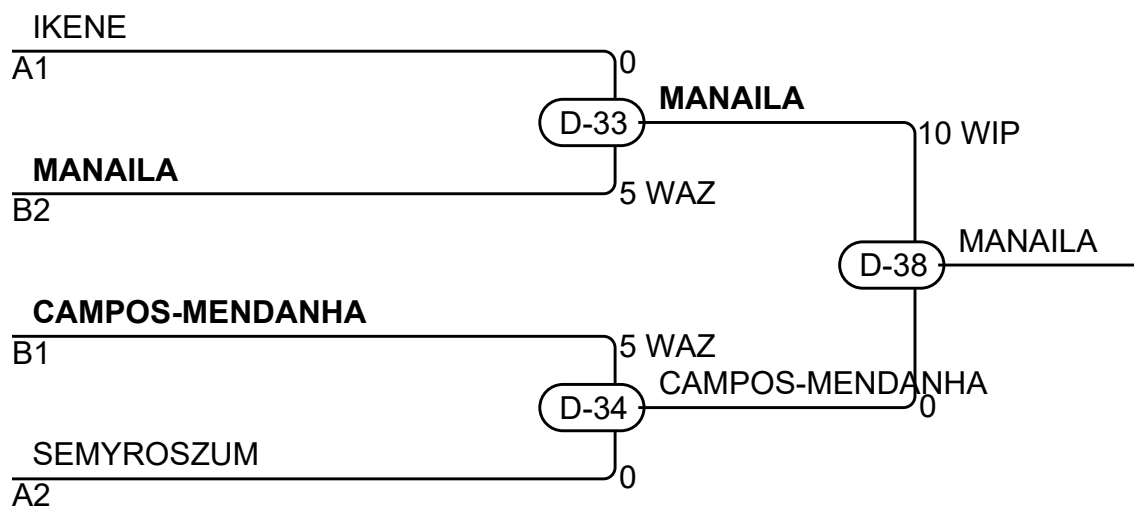 IKENE
A1
0
D-33
MANAILA
10 WIP
MANAILA
B2
5 WAZ
D-38
MANAILA
CAMPOS-MENDANHA
B1
5 WAZ
D-34
CAMPOS-MENDANHA
0
SEMYROSZUM
A2
0